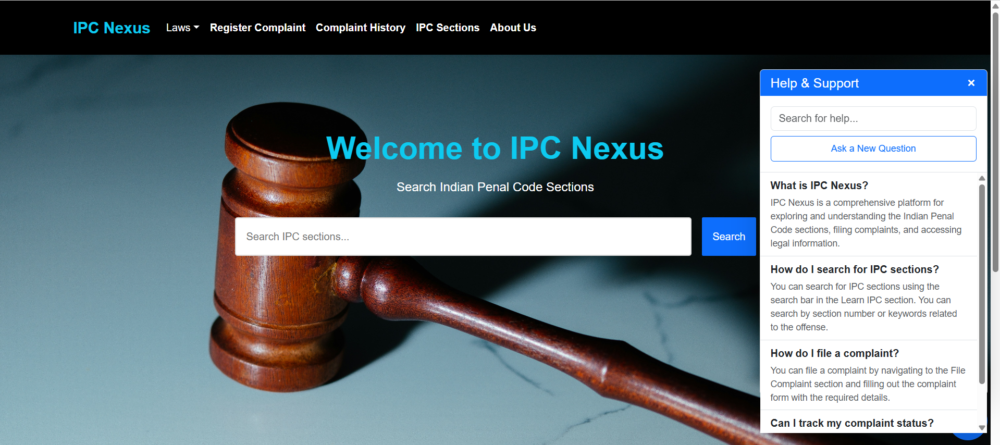 IPC Nexus Laws Register Complaint Complaint History IPC Sections About Us
Welcome to IPC Nexus
Search Indian Penal Code Sections
Search IPC sections...
Search
Help & Support ×
Search for help...
Ask a New Question
What is IPC Nexus?
IPC Nexus is a comprehensive platform for
exploring and understanding the Indian Penal
Code sections, filing complaints, and accessing
legal information.
How do I search for IPC sections?
You can search for IPC sections using the
search bar in the Learn IPC section. You can
search by section number or keywords related
to the offense.
How do I file a complaint?
You can file a complaint by navigating to the File
Complaint section and filling out the complaint
form with the required details.
Can I track my complaint status?